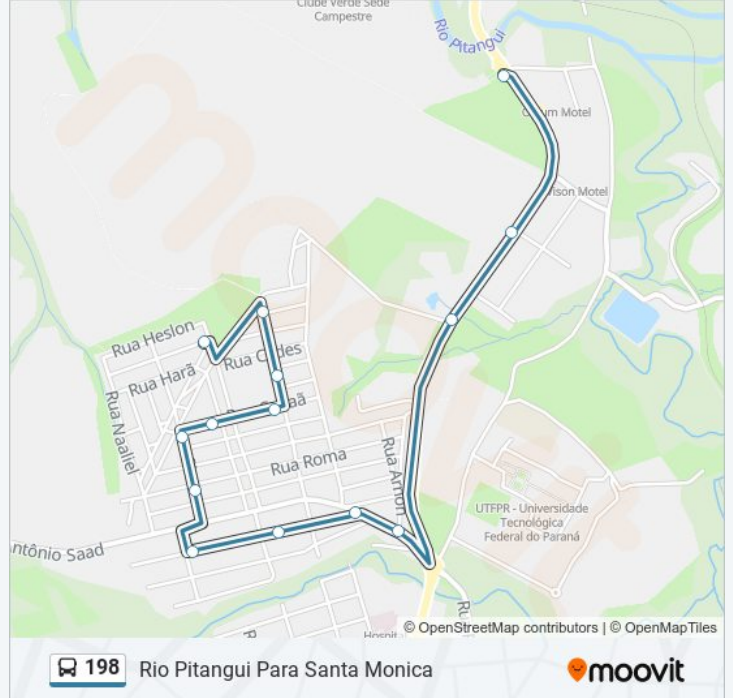 Clube Verde Sede
Campestre
Rio Pitangui
Motel
Motel
Rua Heslon
Rua Harã
Rua
Rua Naaliel
Rua Roma
Rua Arnon
UTFPR - Universidade
Tecnológica
Federal do Paraná
ntônio Saad
© OpenStreetMap contributors | © OpenMapTiles
198 Rio Pitangui Para Santa Monica
moovit